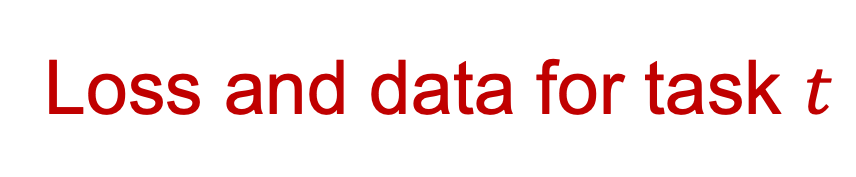 Loss and data for task t